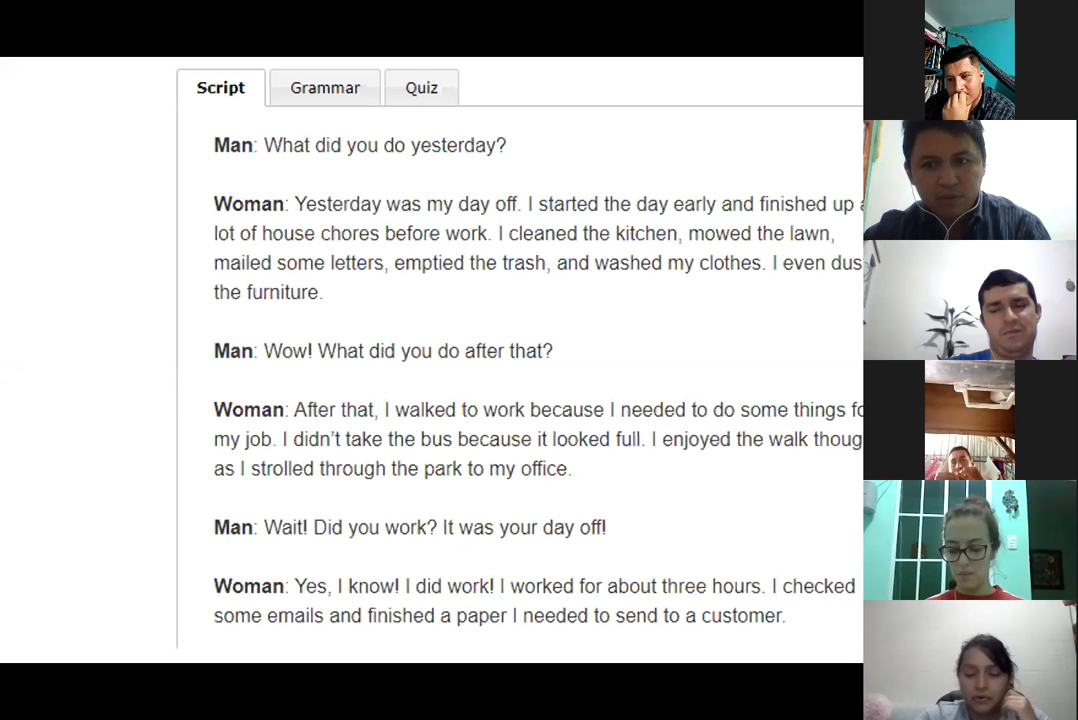 Script Grammar Quiz
Man: What did you do yesterday?
Woman: Yesterday was my day off. I started the day early and finished up
lot of house chores before work. I cleaned the kitchen, mowed the lawn,
mailed some letters, emptied the trash, and washed my clothes. I even dus
the furniture.
Man: Wow! What did you do after that?
Woman: After that, I walked to work because I needed to do some things fo
my job. I didn't take the bus because it looked full. I enjoyed the walk thoug
as I strolled through the park to my office.
Man: Wait! Did you work? It was your day off!
Woman: Yes, I know! I did work! I worked for about three hours. I checked
some emails and finished a paper I needed to send to a customer.